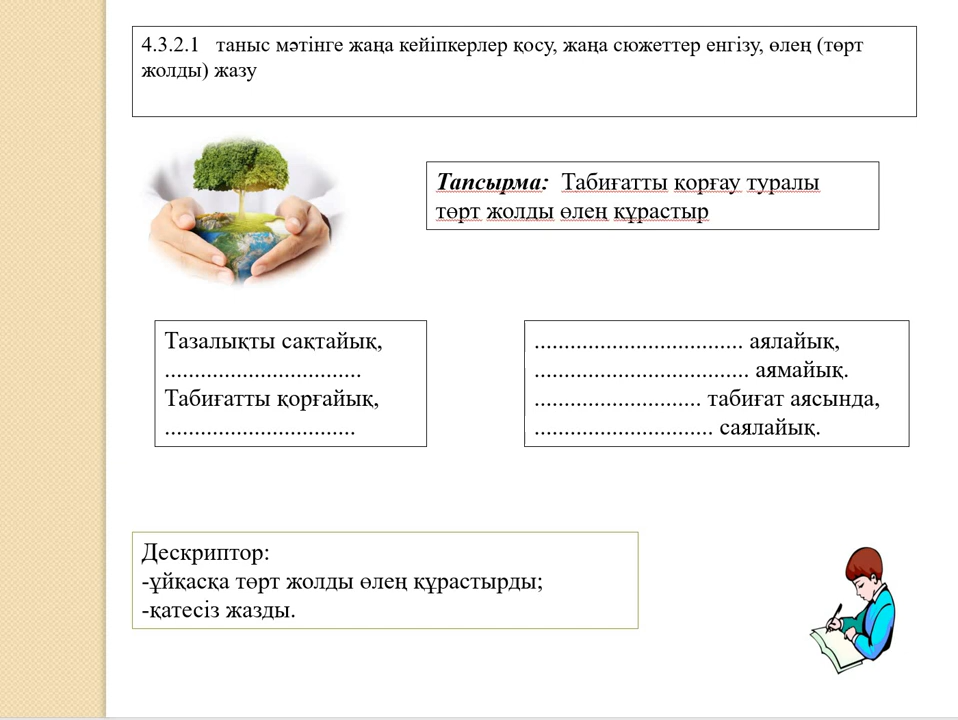 4.3.2.1 таныс мәтінге жаңа кейіпкерлер қосу, жаңа сюжеттер енгізу, өлең (төрт
жолды) жазу
Тапсырма: Табиғатты қорғау туралы
төрт жолды өлең құрастыр
Тазалықты сақтайық,
.................................
Табиғатты қорғайық,
................................
................................... аялайық,
.................................... аямайық.
............................ табиғат аясында,
.............................. саялайық.
Дескриптор:
-ұйқасқа төрт жолды өлең құрастырды;
-қатесіз жазды.